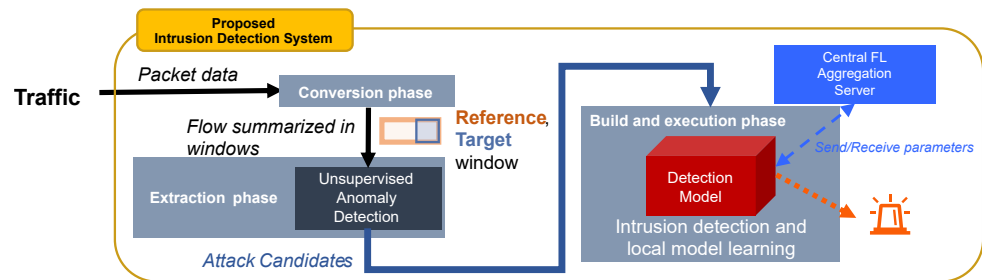 Proposed
Intrusion Detection System
Packet data
Traffic
Conversion phase
Flow summarized in
windows
Reference,
Target
window
Extraction phase
Unsupervised
Anomaly
Detection
Attack Candidates
Build and execution phase
Detection
Model
Intrusion detection and
local model learning
Central FL
Aggregation
Server
Send/Receive parameters